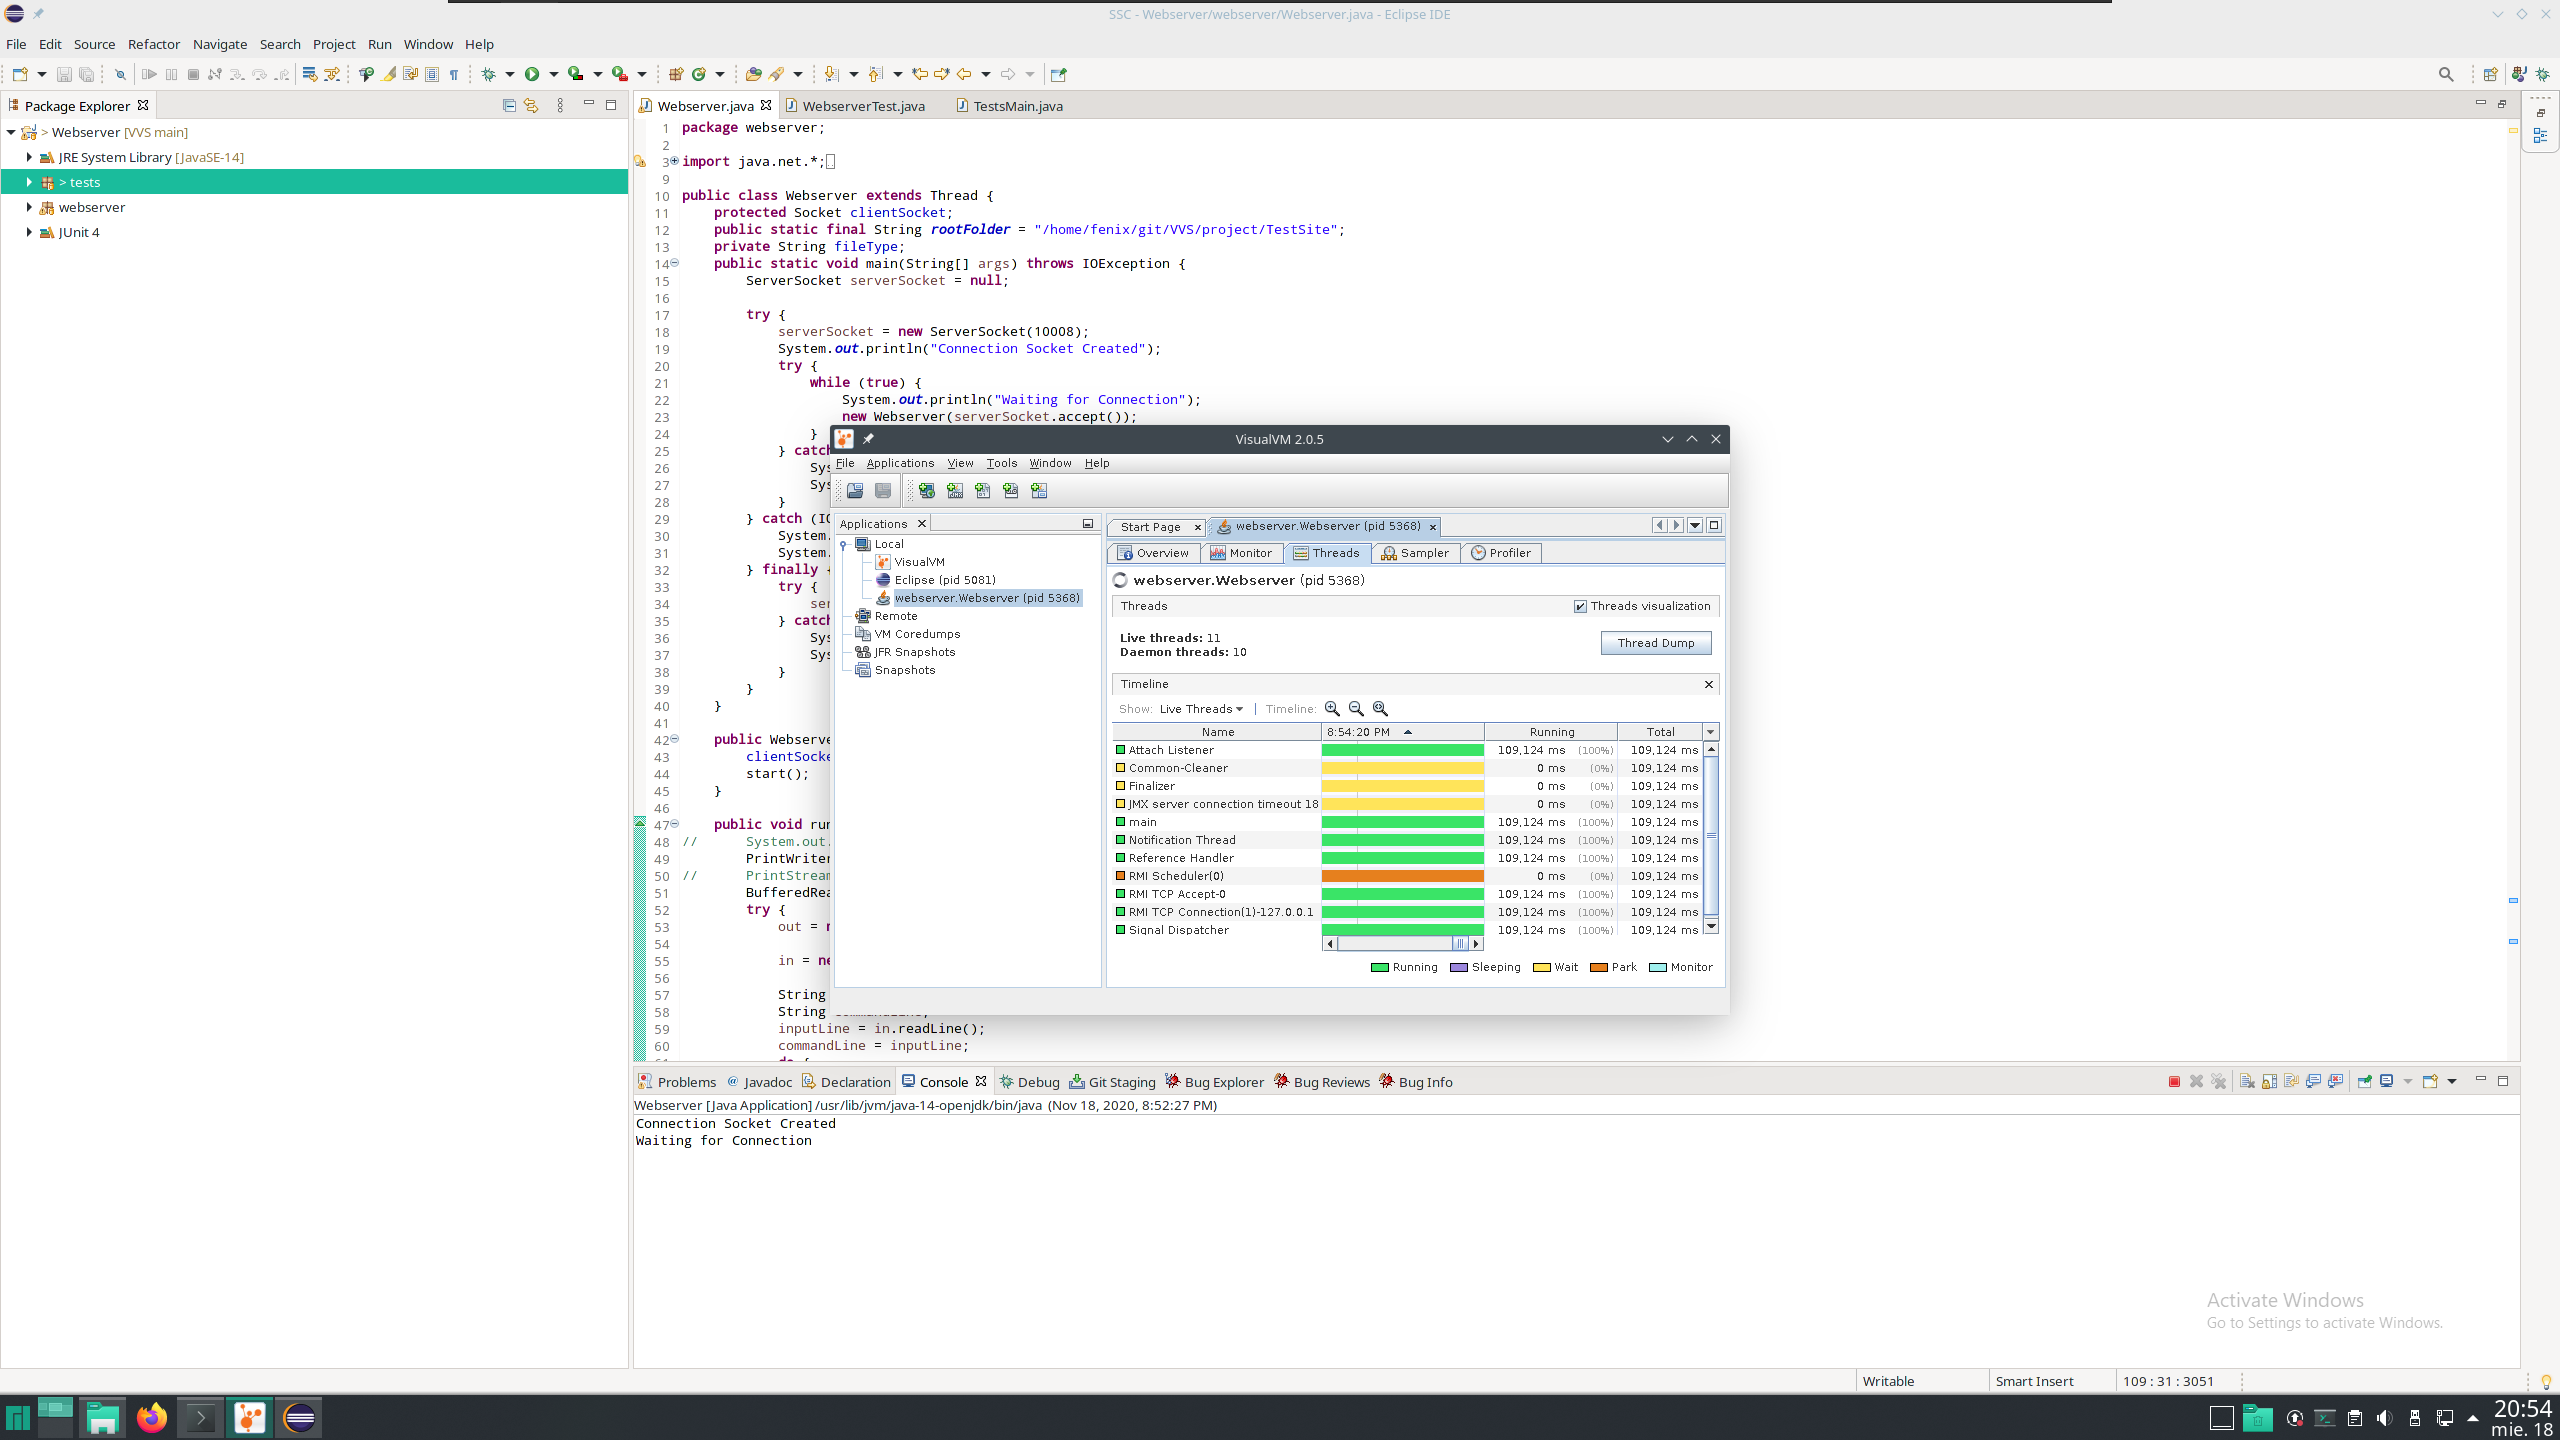 SSC - Webserver/webserver/Webserver.java - Eclipse IDE
File Edit Source Refactor Navigate Search Project Run Window Help
Package Explorer
> Webserver [VVS main]
JRE System Library [JavaSE-14]
> tests
webserver
JUnit 4
Webserver.java WebserverTest.java TestsMain.java
1 package webserver;
2
3 import java.net.*;
9
10 public class Webserver extends Thread {
11 protected Socket clientSocket;
12 public static final String rootFolder = "/home/fenix/git/VVS/project/TestSite";
13 private String fileType;
14 public static void main(String[] args) throws IOException {
15 ServerSocket serverSocket = null;
16
17 try {
18 serverSocket = new ServerSocket(10008);
19 System.out.println("Connection Socket Created");
20 try {
21 while (true) {
22 System.out.println("Waiting for Connection");
23 new Webserver(serverSocket.accept());
24 }
25 } catch
26 Sys
27 Sys
28 }
29 } catch (IO
30 System.
31 System.
32 } finally {
33 try {
34 ser
35 } catch
36 Sys
37 Sys
38 }
39 }
40 }
41
42 public Webserve
43 clientSocke
44 start();
45 }
46
47 public void run
48 // System.out.
49 PrintWriter
50 // PrintStream
51 BufferedRea
52 try {
53 out = n
54
55 in = ne
56
57 String
58 String
59 inputLine = in.readLine();
60 commandLine = inputLine;
VisualVM 2.0.5
File Applications View Tools Window Help
Applications
Local
VisualVM
Eclipse (pid 5081)
webserver.Webserver (pid 5368)
Remote
VM Coredumps
JFR Snapshots
Snapshots
Start Page webserver.Webserver (pid 5368)
Overview Monitor Threads Sampler Profiler
webserver.Webserver (pid 5368)
Threads Threads visualization
Live threads: 11
Daemon threads: 10
Thread Dump
Timeline
Show: Live Threads Timeline:
Name 8:54:20 PM Running Total
Attach Listener 109,124 ms (100%) 109,124 ms
Common-Cleaner 0 ms (0%) 109,124 ms
Finalizer 0 ms (0%) 109,124 ms
JMX server connection timeout 18 0 ms (0%) 109,124 ms
main 109,124 ms (100%) 109,124 ms
Notification Thread 109,124 ms (100%) 109,124 ms
Reference Handler 109,124 ms (100%) 109,124 ms
RMI Scheduler(0) 0 ms (0%) 109,124 ms
RMI TCP Accept-0 109,124 ms (100%) 109,124 ms
RMI TCP Connection(1)-127.0.0.1 109,124 ms (100%) 109,124 ms
Signal Dispatcher 109,124 ms (100%) 109,124 ms
Running Sleeping Wait Park Monitor
Problems Javadoc Declaration Console Debug Git Staging Bug Explorer Bug Reviews Bug Info
Webserver [Java Application] /usr/lib/jvm/java-14-openjdk/bin/java (Nov 18, 2020, 8:52:27 PM)
Connection Socket Created
Waiting for Connection
Activate Windows
Go to Settings to activate Windows.
Writable Smart Insert 109 : 31 : 3051
20:54
mie. 18